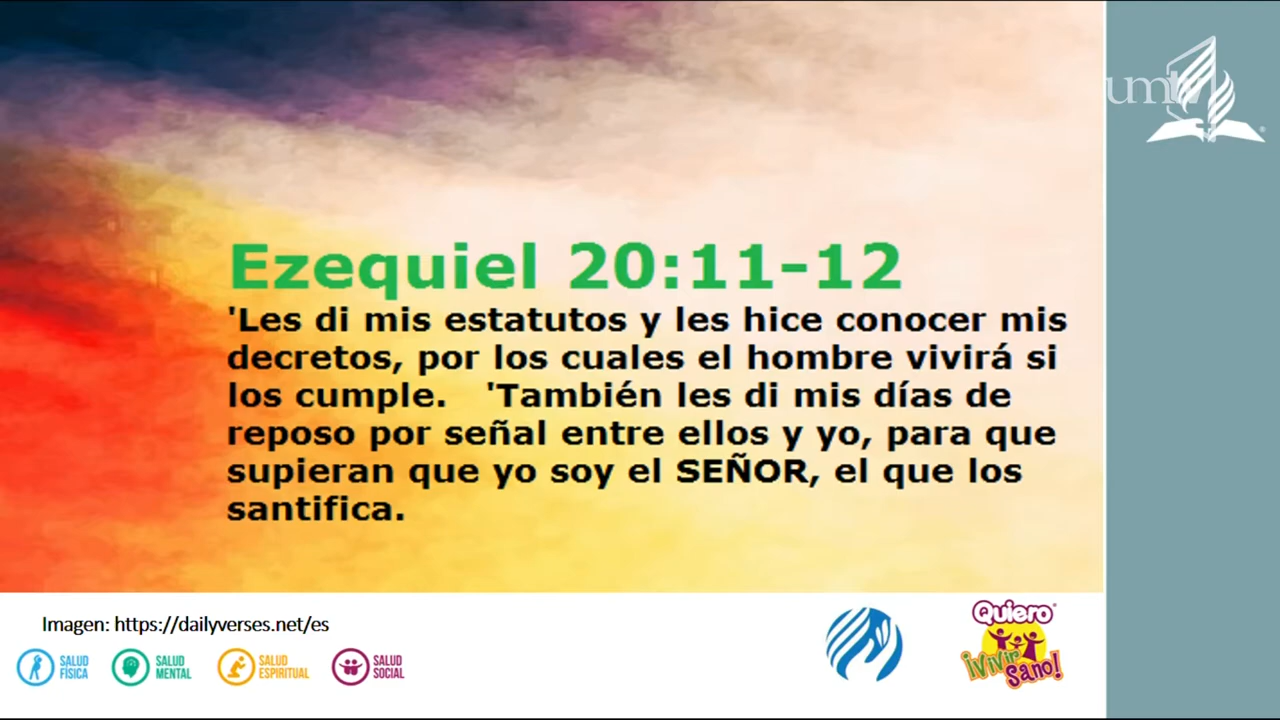 umtv
Ezequiel 20:11-12
'Les di mis estatutos y les hice conocer mis
decretos, por los cuales el hombre vivirá si
los cumple.   'También les di mis días de
reposo por señal entre ellos y yo, para que
supieran que yo soy el SEÑOR, el que los
santifica.
Imagen: https://dailyverses.net/es
SALUD
FÍSICA
SALUD
MENTAL
SALUD
ESPIRITUAL
SALUD
SOCIAL
Quiero
¡Vivir
Sano!